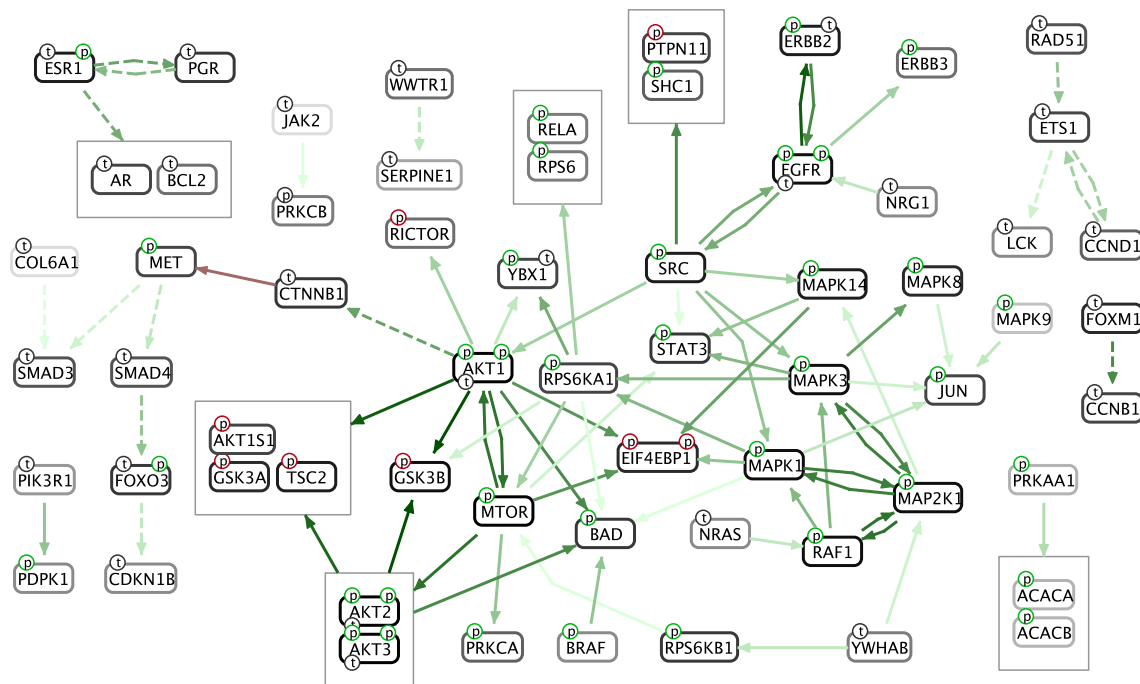 p
PTPN11
p
SHC1
p t
ERBB2
t
RAD51
t p
ESR1
t
PGR
p
ERBB3
t
WWTR1
t
JAK2
p
RELA
p
RPS6
t
ETS1
t
AR
t
BCL2
t
SERPINE1
p p
EGFR
t
t
NRG1
p
PRKCB
p
RICTOR
t
LCK
t
CCND1
t
COL6A1
p
MET
t
CTNNB1
p t
YBX1
p
SRC
p
MAPK14
p
MAPK8
p
MAPK9
t
FOXM1
t
SMAD3
t
SMAD4
p p
AKT1
t
p
RPS6KA1
p
STAT3
p
MAPK3
p
JUN
t
CCNB1
p
AKT1S1
p
GSK3A
p
TSC2
p
GSK3B
p p
EIF4EBP1
p
MAPK1
p
MAP2K1
t
PIK3R1
t p
FOXO3
p
PRKAA1
p
MTOR
p
BAD
t
NRAS
p
RAF1
p
PDPK1
t
CDKN1B
p p
AKT2
t
p p
AKT3
t
p
PRKCA
p
BRAF
p
RPS6KB1
t
YWHAB
p
ACACA
p
ACACB